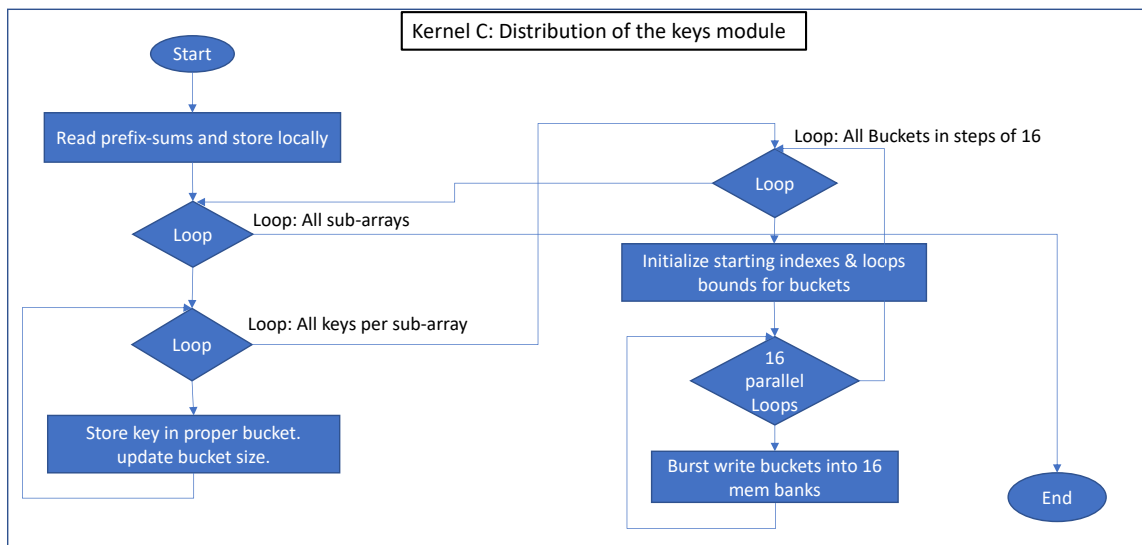 Kernel C: Distribution of the keys module
Start
Read prefix-sums and store locally
Loop
Loop: All sub-arrays
Loop
Loop: All keys per sub-array
Store key in proper bucket.
update bucket size.
Loop: All Buckets in steps of 16
Loop
Initialize starting indexes & loops
bounds for buckets
16
parallel
Loops
Burst write buckets into 16
mem banks
End